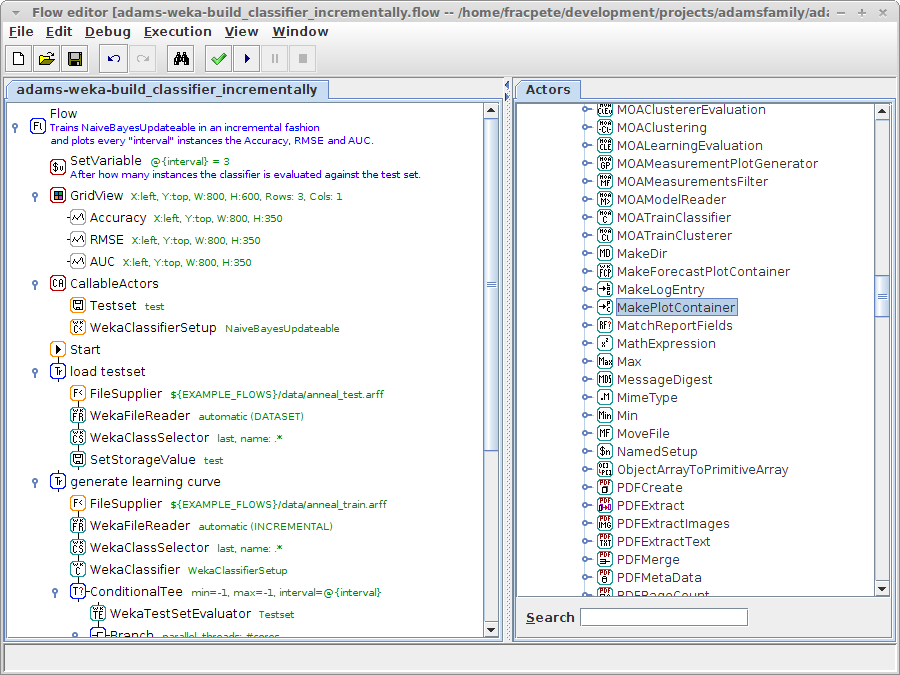 Flow editor [adams-weka-build_classifier_incrementally.flow -- /home/fracpete/development/projects/adamsfamily/ada
File Edit Debug Execution View Window
adams-weka-build_classifier_incrementally
Flow
Trains NaiveBayesUpdateable in an incremental fashion
and plots every "interval" instances the Accuracy, RMSE and AUC.
SetVariable @{interval} = 3
After how many instances the classifier is evaluated against the test set.
GridView X:left, Y:top, W:800, H:600, Rows: 3, Cols: 1
Accuracy X:left, Y:top, W:800, H:350
RMSE X:left, Y:top, W:800, H:350
AUC X:left, Y:top, W:800, H:350
CallableActors
Testset test
WekaClassifierSetup NaiveBayesUpdateable
Start
load testset
FileSupplier ${EXAMPLE_FLOWS}/data/anneal_test.arff
WekaFileReader automatic (DATASET)
WekaClassSelector last, name: .*
SetStorageValue test
generate learning curve
FileSupplier ${EXAMPLE_FLOWS}/data/anneal_train.arff
WekaFileReader automatic (INCREMENTAL)
WekaClassSelector last, name: .*
WekaClassifier WekaClassifierSetup
ConditionalTee min=-1, max=-1, interval=@{interval}
WekaTestSetEvaluator Testset
Branch parallel, threads: #cores
Actors
MOAClustererEvaluation
MOAClustering
MOALearningEvaluation
MOAMeasurementPlotGenerator
MOAMeasurementsFilter
MOAModelReader
MOATrainClassifier
MOATrainClusterer
MakeDir
MakeForecastPlotContainer
MakeLogEntry
MakePlotContainer
MatchReportFields
MathExpression
Max
MessageDigest
MimeType
Min
MoveFile
NamedSetup
ObjectArrayToPrimitiveArray
PDFCreate
PDFExtract
PDFExtractImages
PDFExtractText
PDFMerge
PDFMetaData
PDFPageCount
Search